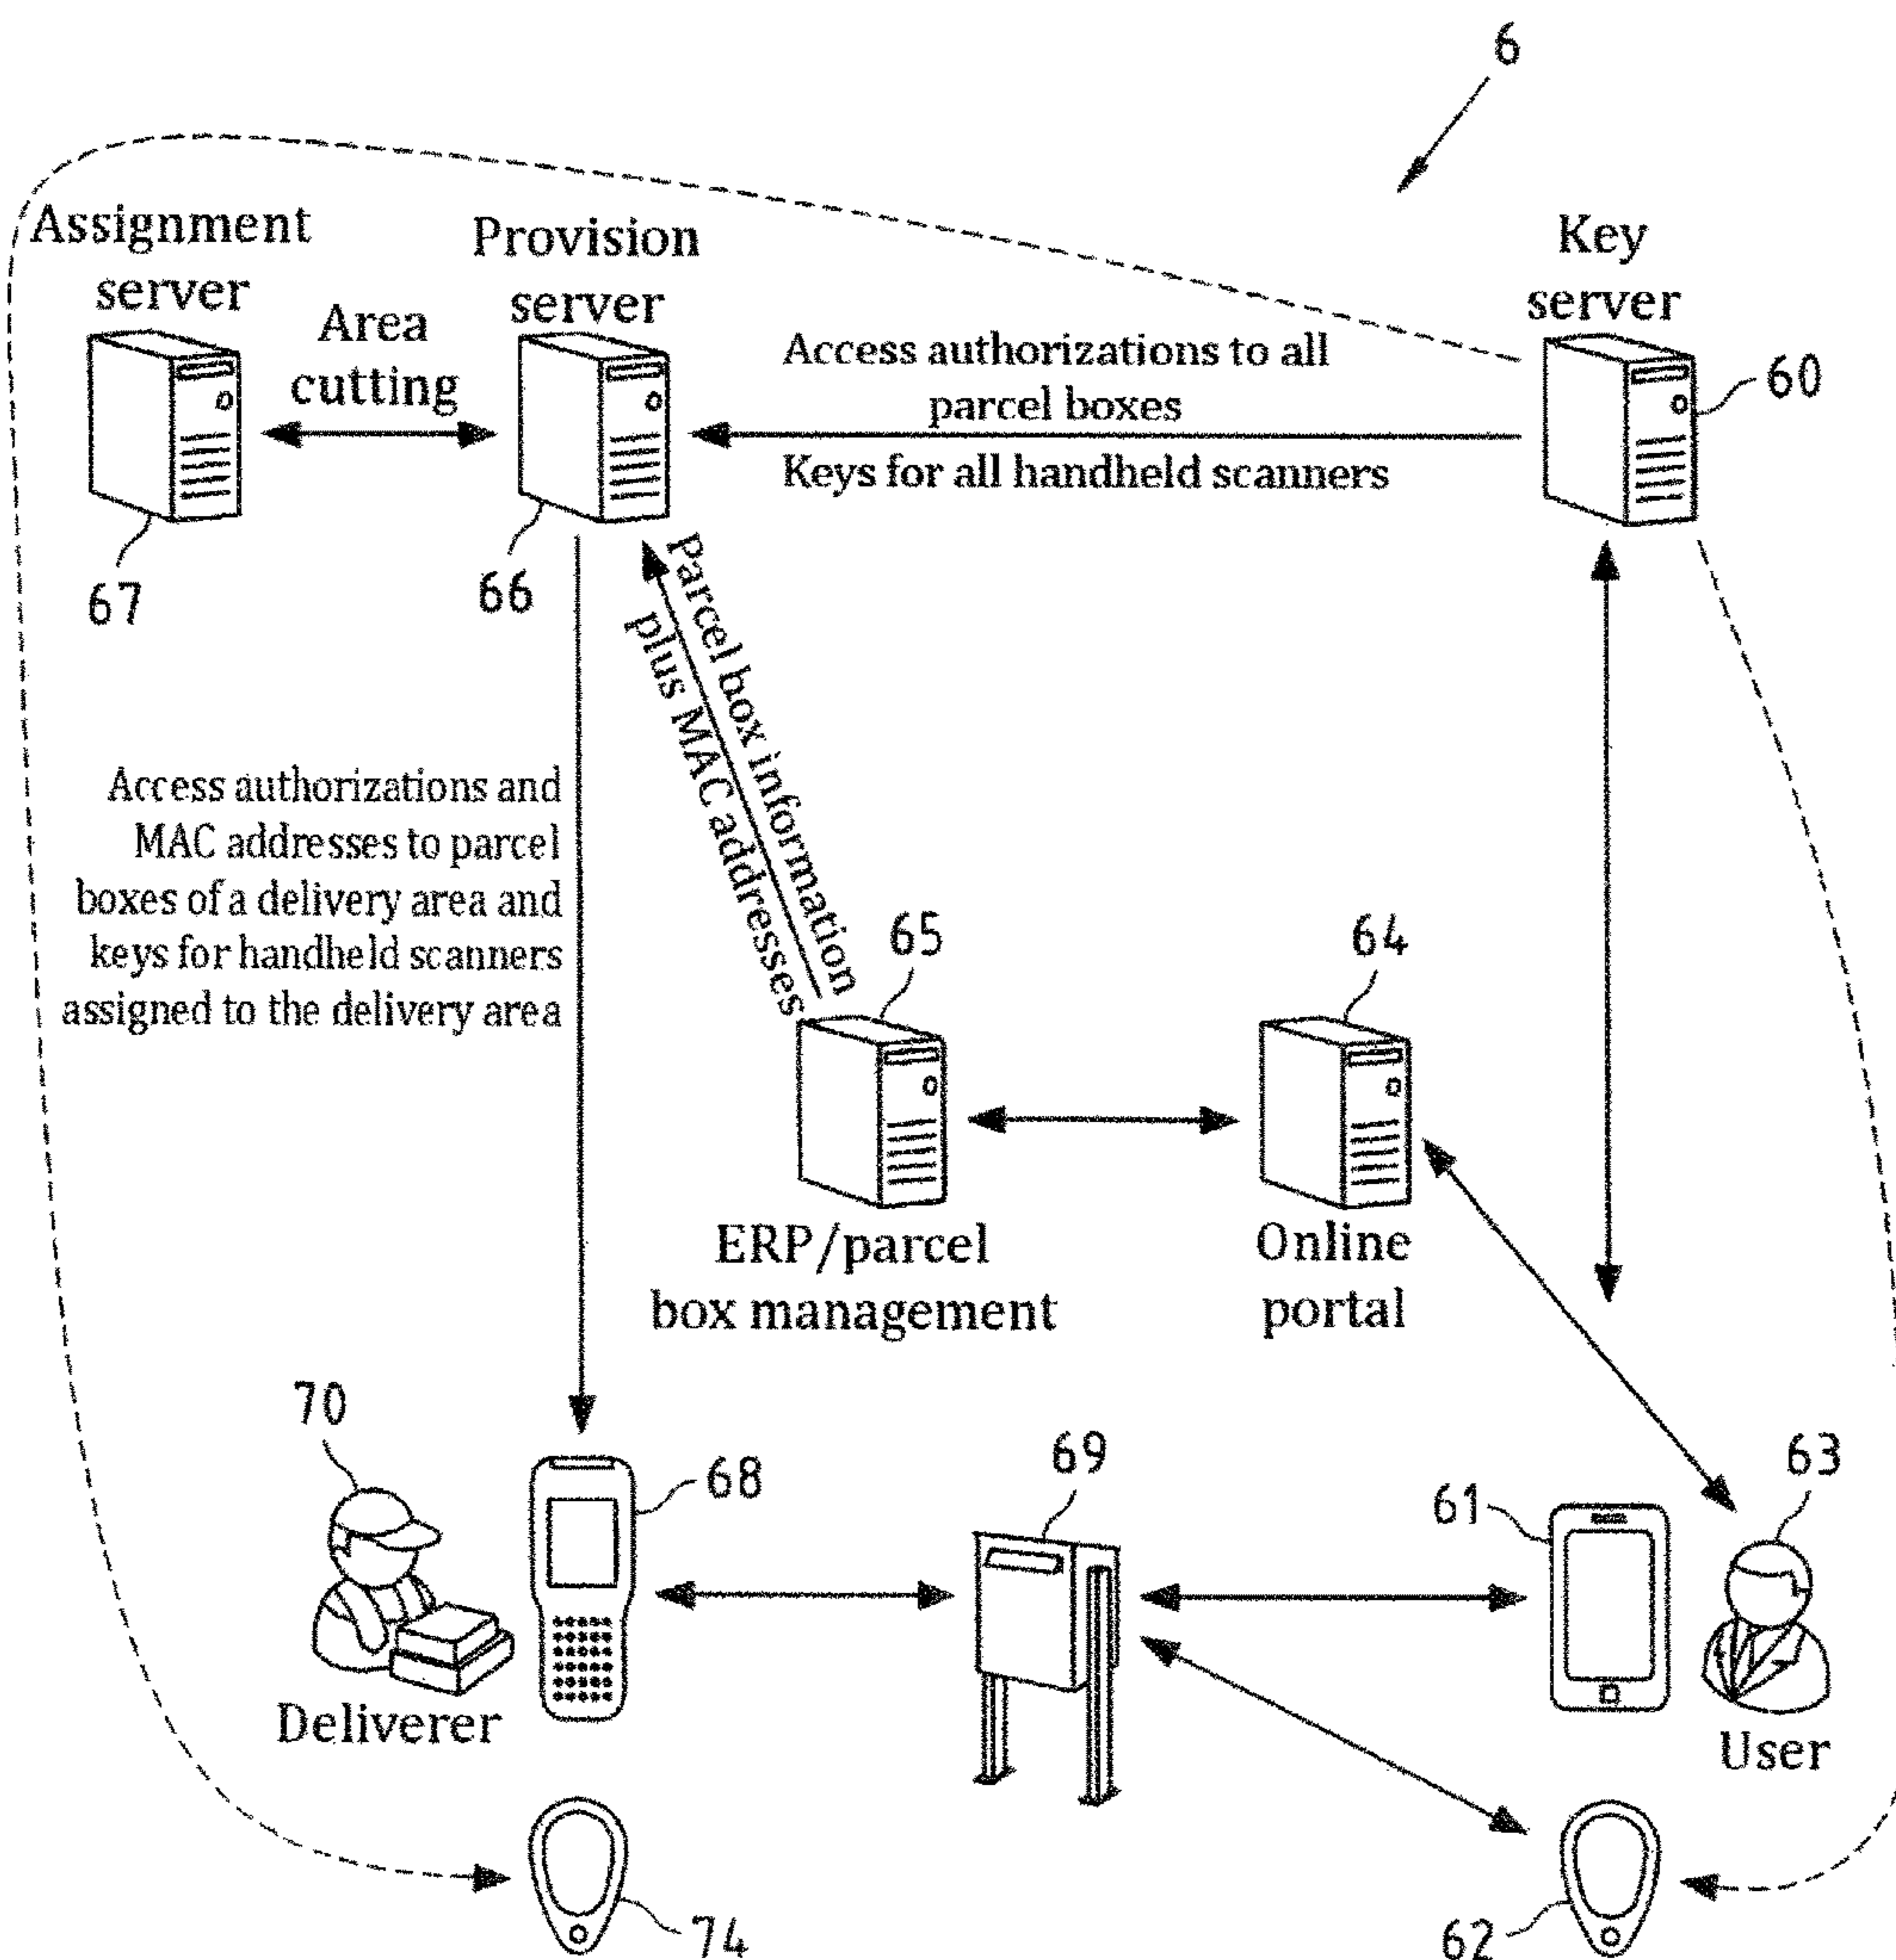 6
Assignment
server
Provision
server
Key
server
Area
cutting
Access authorizations to all
parcel boxes
Keys for all handheld scanners
60
67
66
Parcel box information
plus MAC addresses
Access authorizations and
MAC addresses to parcel
boxes of a delivery area and
keys for handheld scanners
assigned to the delivery area
65
64
ERP/parcel
box management
Online
portal
70
68
69
61
63
Deliverer
User
74
62